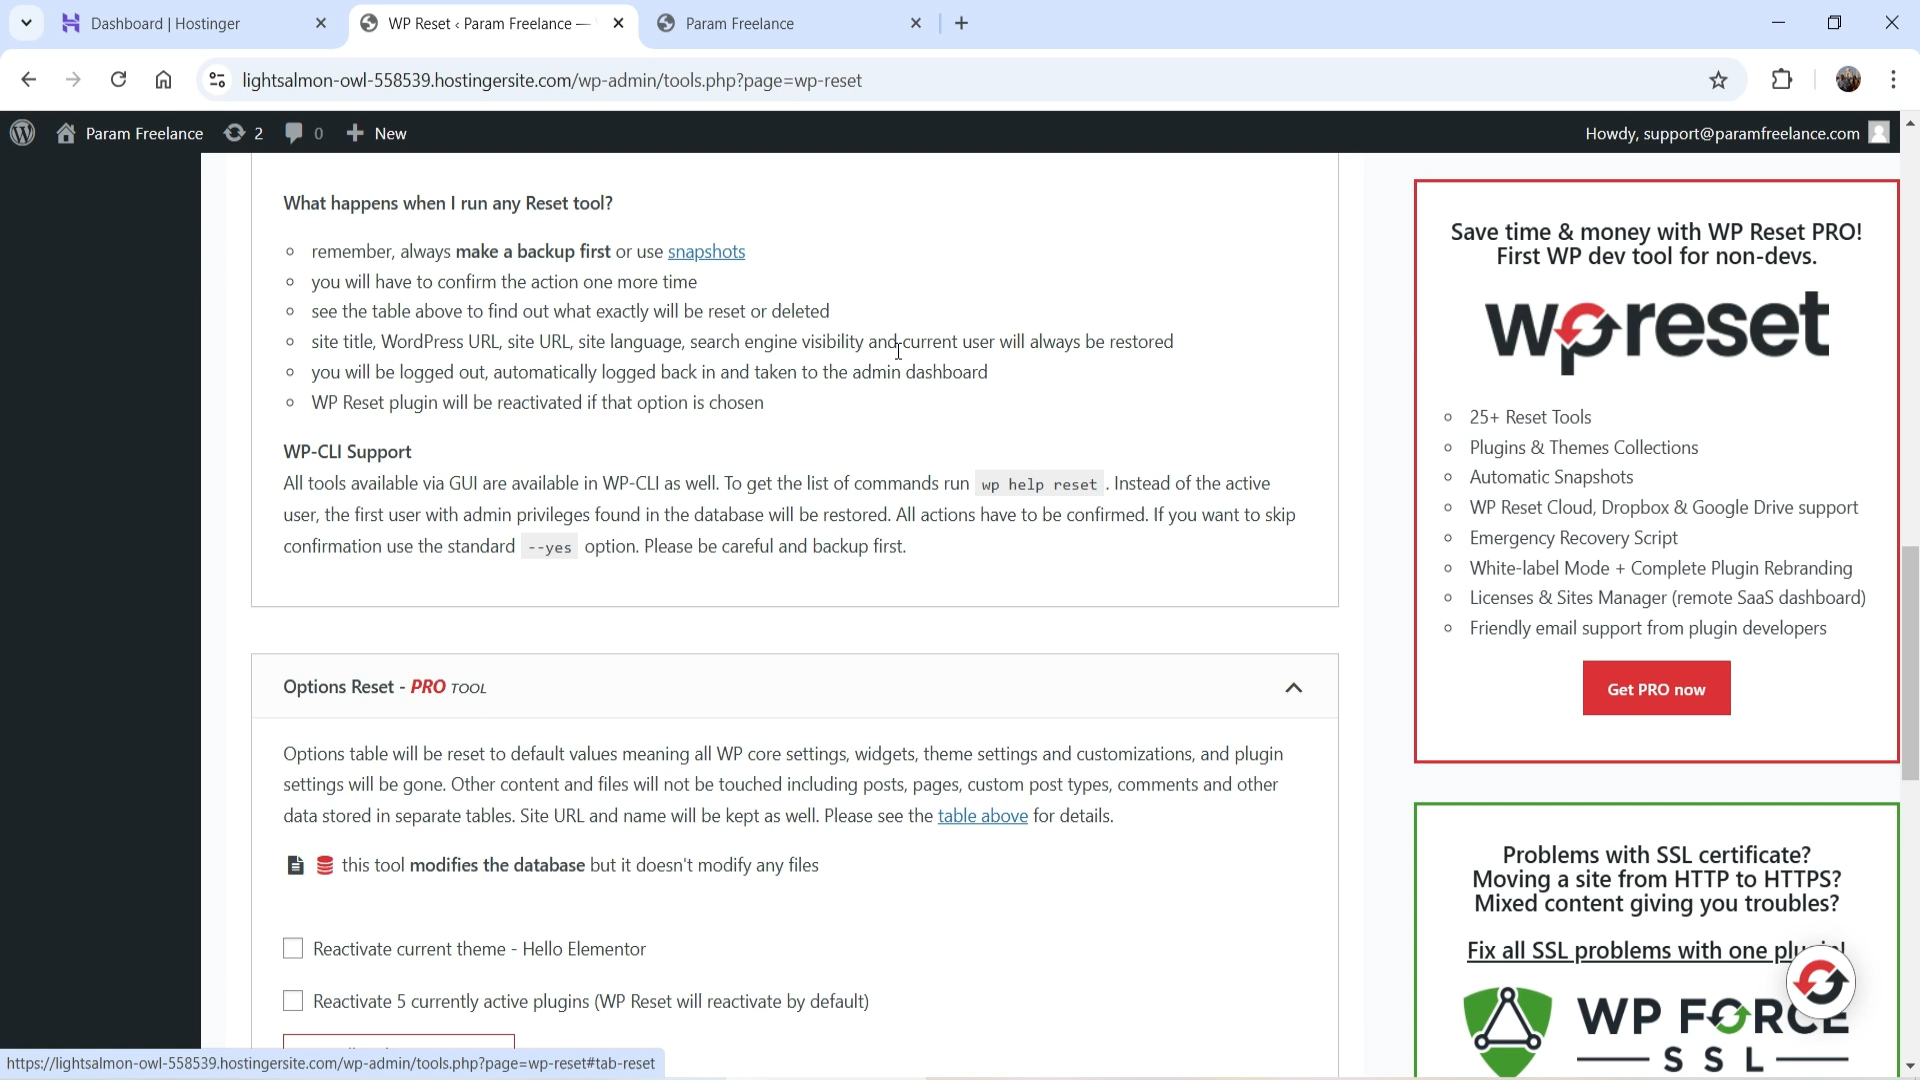 Dashboard | Hostinger
WP Reset ‹ Param Freelance —
Param Freelance
lightsalmon-owl-558539.hostingersite.com/wp-admin/tools.php?page=wp-reset
Param Freelance 2 0 New
Howdy, support@paramfreelance.com
What happens when I run any Reset tool?
remember, always make a backup first or use snapshots
you will have to confirm the action one more time
see the table above to find out what exactly will be reset or deleted
site title, WordPress URL, site URL, site language, search engine visibility and current user will always be restored
you will be logged out, automatically logged back in and taken to the admin dashboard
WP Reset plugin will be reactivated if that option is chosen
WP-CLI Support
All tools available via GUI are available in WP-CLI as well. To get the list of commands run wp help reset . Instead of the active
user, the first user with admin privileges found in the database will be restored. All actions have to be confirmed. If you want to skip
confirmation use the standard --yes option. Please be careful and backup first.
Options Reset - PRO TOOL
Options table will be reset to default values meaning all WP core settings, widgets, theme settings and customizations, and plugin
settings will be gone. Other content and files will not be touched including posts, pages, custom post types, comments and other
data stored in separate tables. Site URL and name will be kept as well. Please see the table above for details.
this tool modifies the database but it doesn't modify any files
Reactivate current theme - Hello Elementor
Reactivate 5 currently active plugins (WP Reset will reactivate by default)
Save time & money with WP Reset PRO!
First WP dev tool for non-devs.
wpreset
25+ Reset Tools
Plugins & Themes Collections
Automatic Snapshots
WP Reset Cloud, Dropbox & Google Drive support
Emergency Recovery Script
White-label Mode + Complete Plugin Rebranding
Licenses & Sites Manager (remote SaaS dashboard)
Friendly email support from plugin developers
Get PRO now
Problems with SSL certificate?
Moving a site from HTTP to HTTPS?
Mixed content giving you troubles?
Fix all SSL problems with one
WP FORCE
SSL
https://lightsalmon-owl-558539.hostingersite.com/wp-admin/tools.php?page=wp-reset#tab-reset